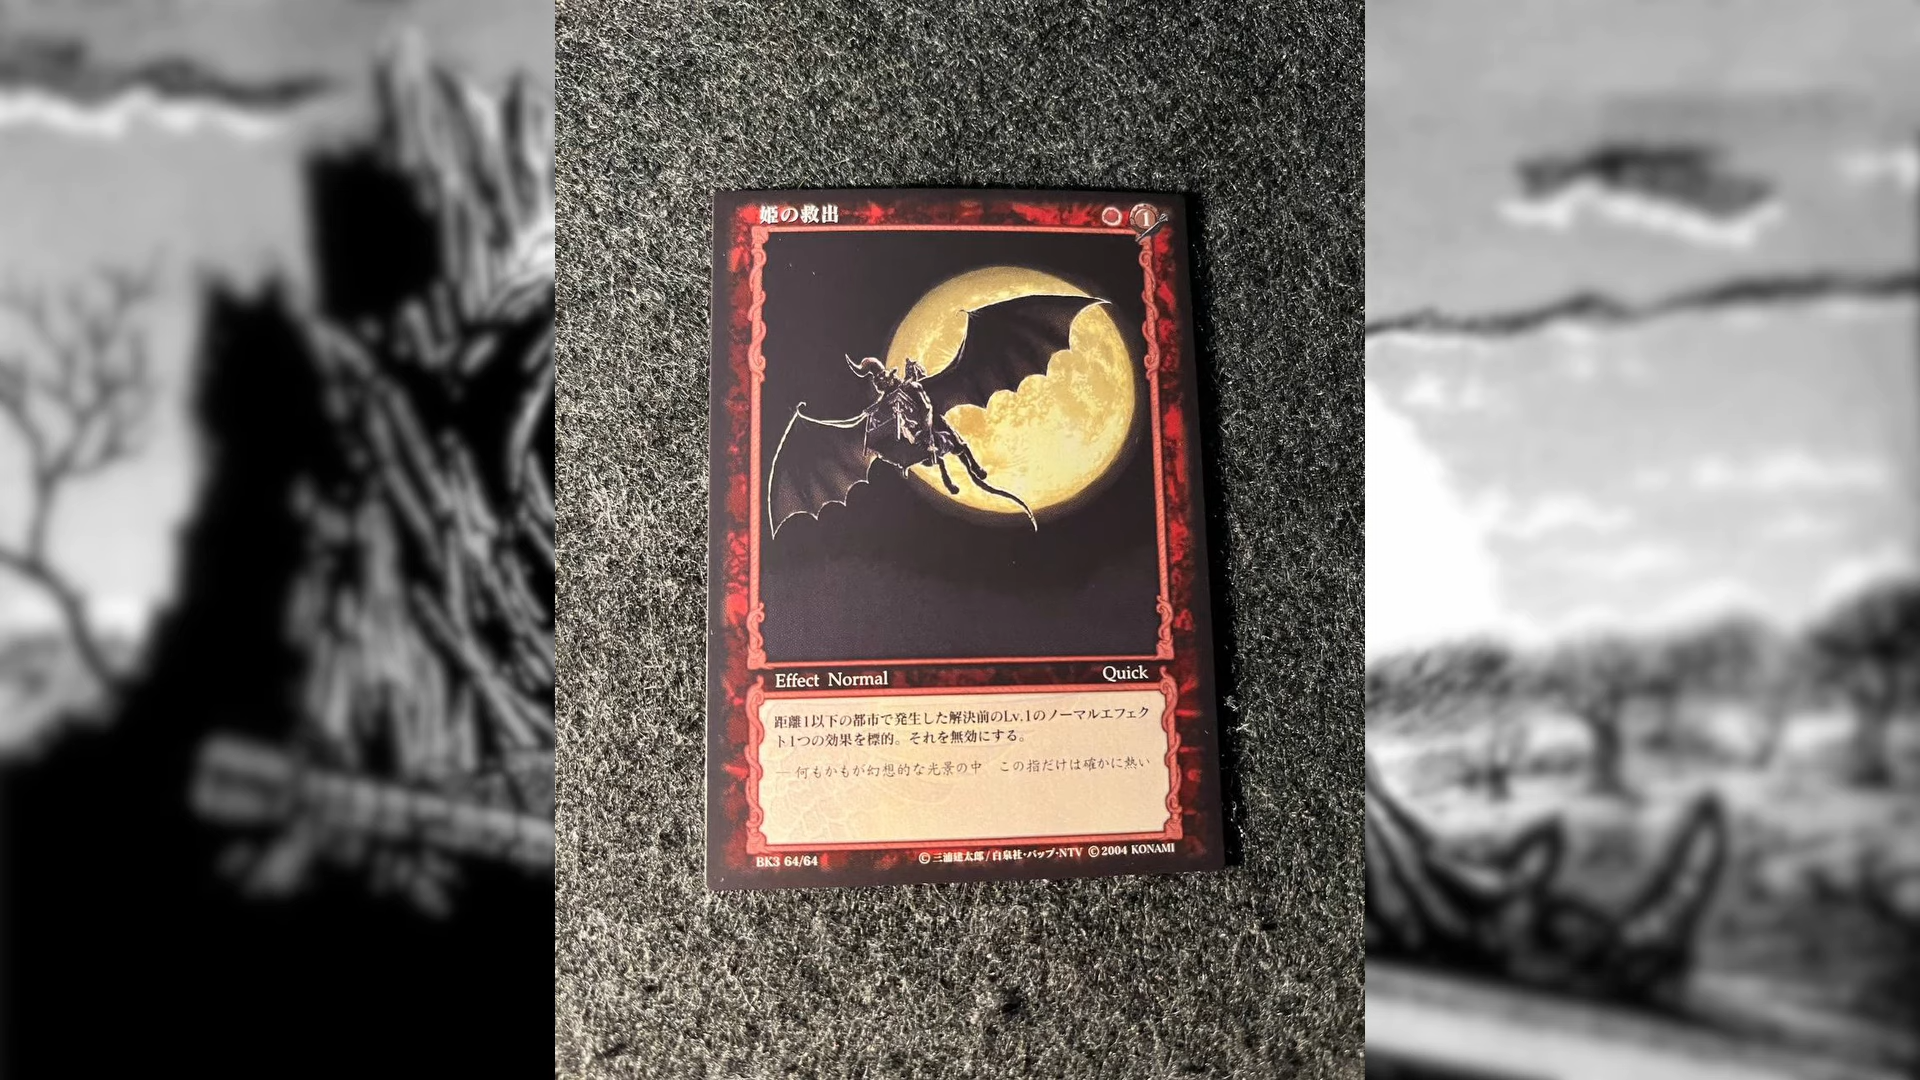 姫の救出
1
Effect Normal
Quick
距離1以下の都市で発生した解決前のLv.1のノーマルエフェク
ト1つの効果を標的。それを無効にする。
― 何もかもが幻想的な光景の中　この指だけは確かに熱い
BK3 64/64
© 三浦建太郎/白泉社・バップ・NTV © 2004 KONAMI